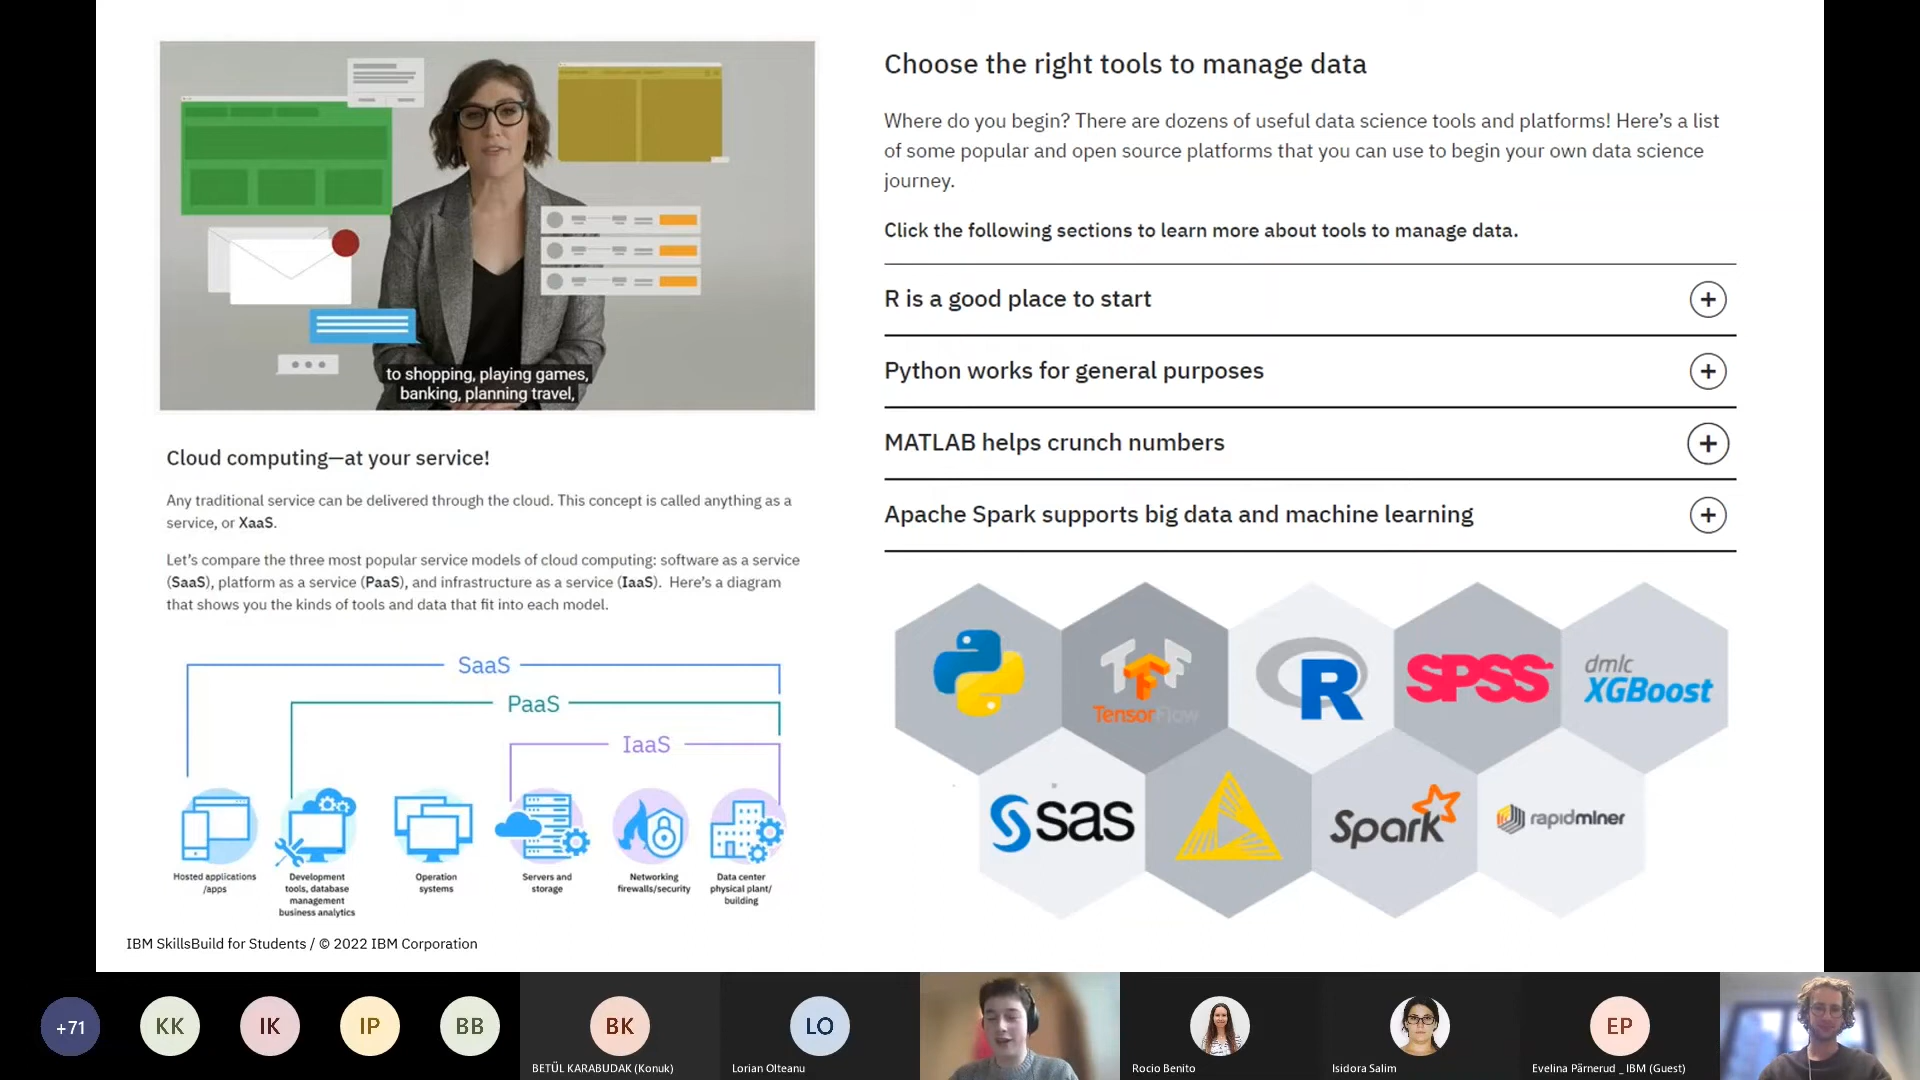 to shopping, playing games,
banking, planning travel,
Cloud computing—at your service!
Any traditional service can be delivered through the cloud. This concept is called anything as a
service, or XaaS.
Let's compare the three most popular service models of cloud computing: software as a service
(SaaS), platform as a service (PaaS), and infrastructure as a service (IaaS). Here's a diagram
that shows you the kinds of tools and data that fit into each model.
SaaS
PaaS
IaaS
Hosted applications
/apps
Development
tools, database
management
business analytics
Operation
systems
Servers and
storage
Networking
firewalls/security
Data center
physical plant/
building
IBM SkillsBuild for Students / © 2022 IBM Corporation
Choose the right tools to manage data
Where do you begin? There are dozens of useful data science tools and platforms! Here's a list
of some popular and open source platforms that you can use to begin your own data science
journey.
Click the following sections to learn more about tools to manage data.
R is a good place to start
Python works for general purposes
MATLAB helps crunch numbers
Apache Spark supports big data and machine learning
TF
TensorFlow
R
SPSS
dmlc
XGBoost
sas
Spark
rapidminer
+71
KK
IK
IP
BB
BK
BETÜL KARABUDAK (Konuk)
LO
Lorian Olteanu
Rocio Benito
Isidora Salim
EP
Evelina Pärnerud _ IBM (Guest)